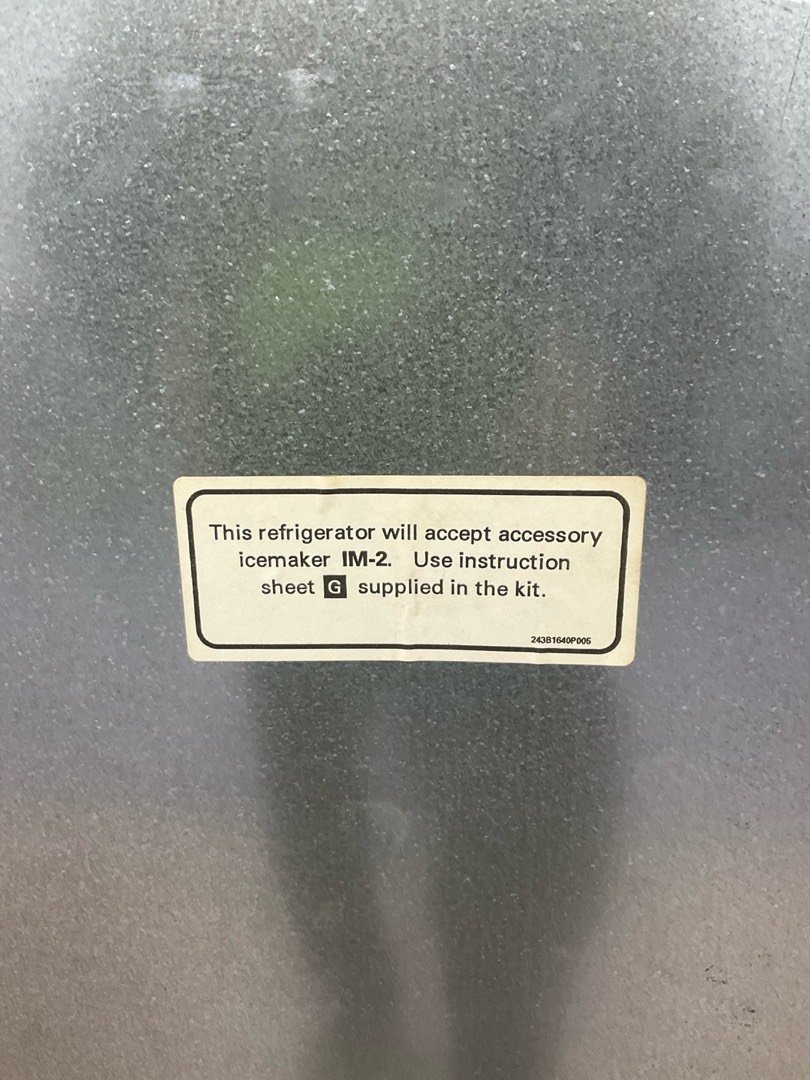 This refrigerator will accept accessory
icemaker IM-2. Use instruction
sheet G supplied in the kit.
243B1640P005